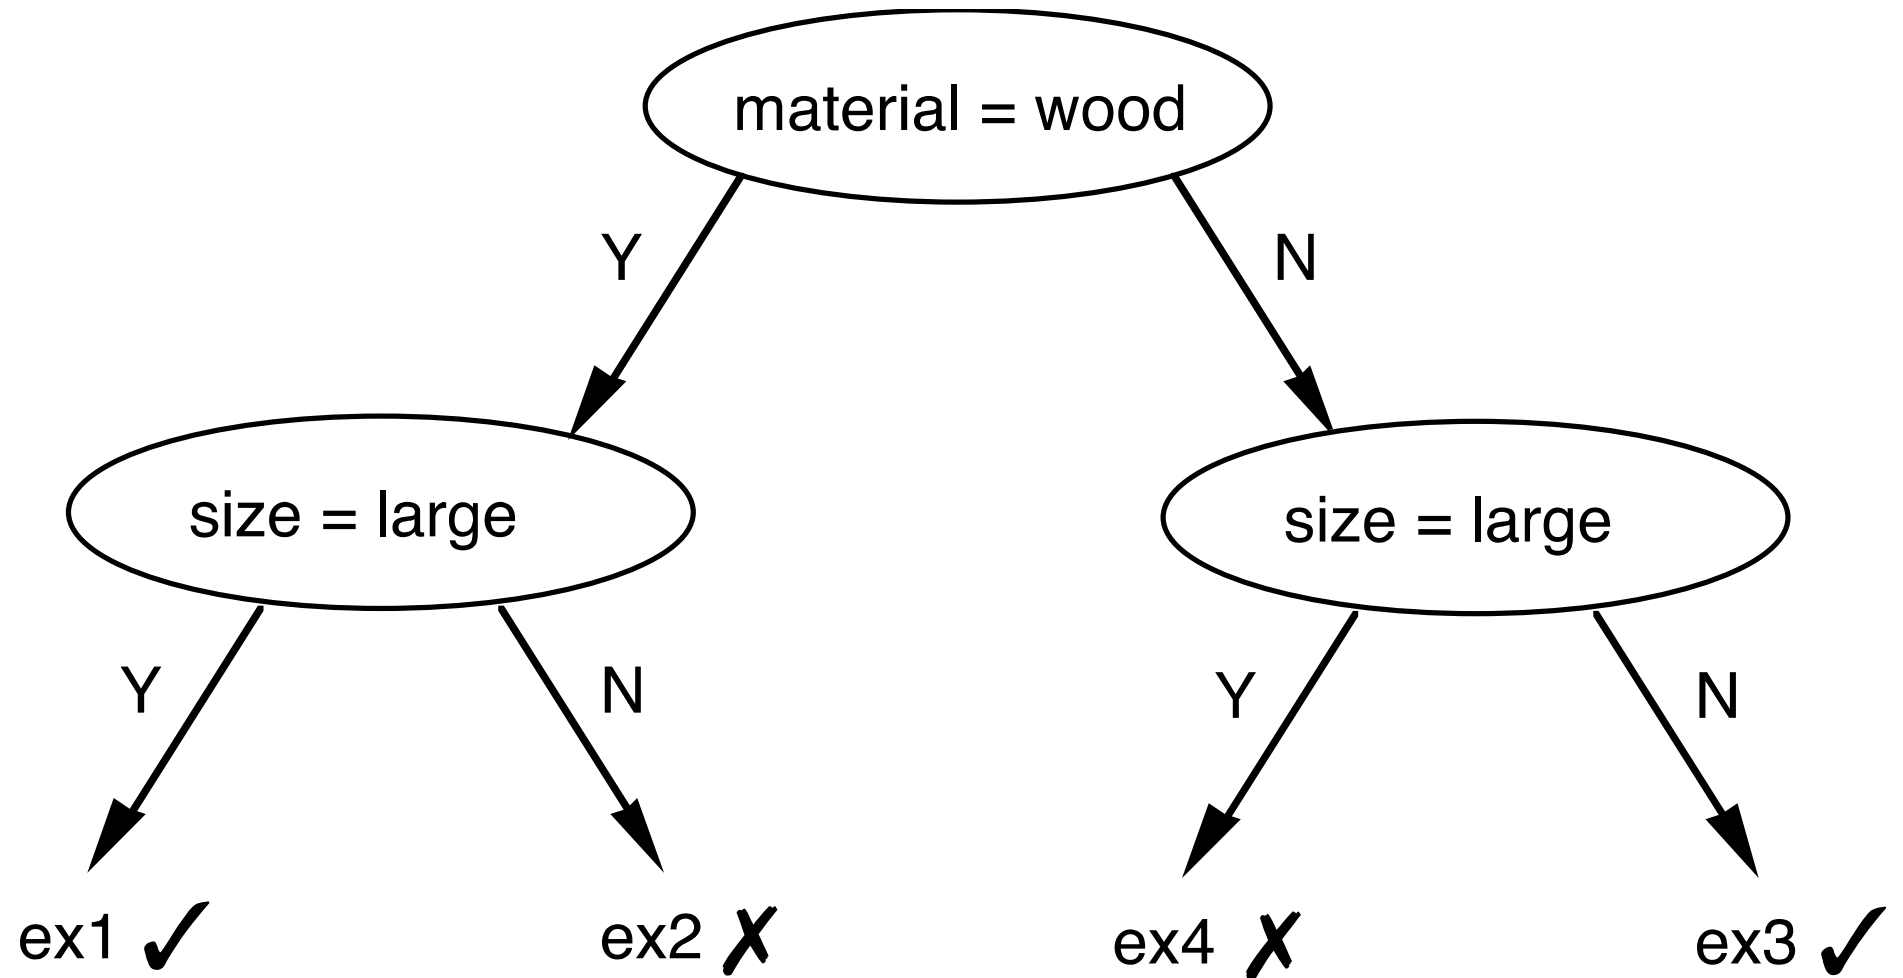 material = wood
Y
N
size = large
size = large
Y
N
Y
N
ex1 ✓
ex2 ✗
ex4 ✗
ex3 ✓